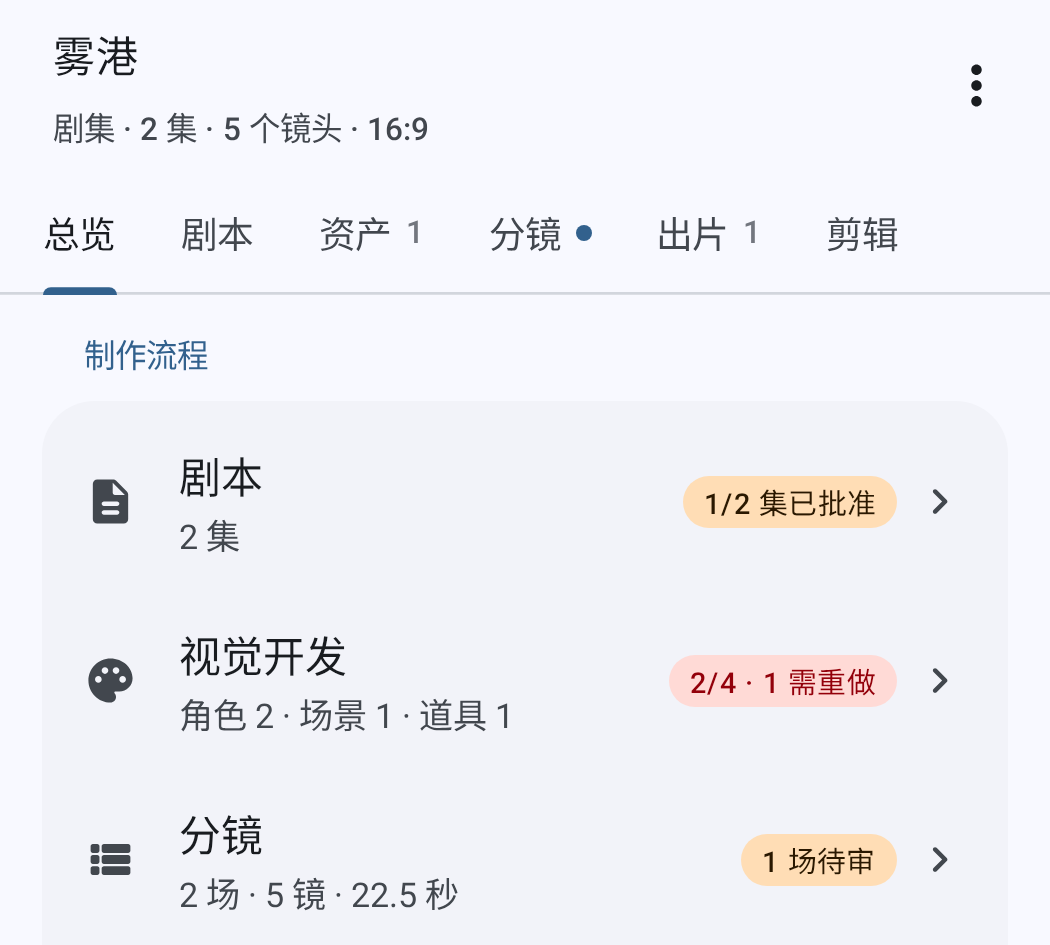 雾港
剧集 · 2 集 · 5 个镜头 · 16:9
总览 剧本 资产 1 分镜 出片 1 剪辑
制作流程
剧本
2 集
1/2 集已批准
视觉开发
角色 2 · 场景 1 · 道具 1
2/4 · 1 需重做
分镜
2 场 · 5 镜 · 22.5 秒
1 场待审